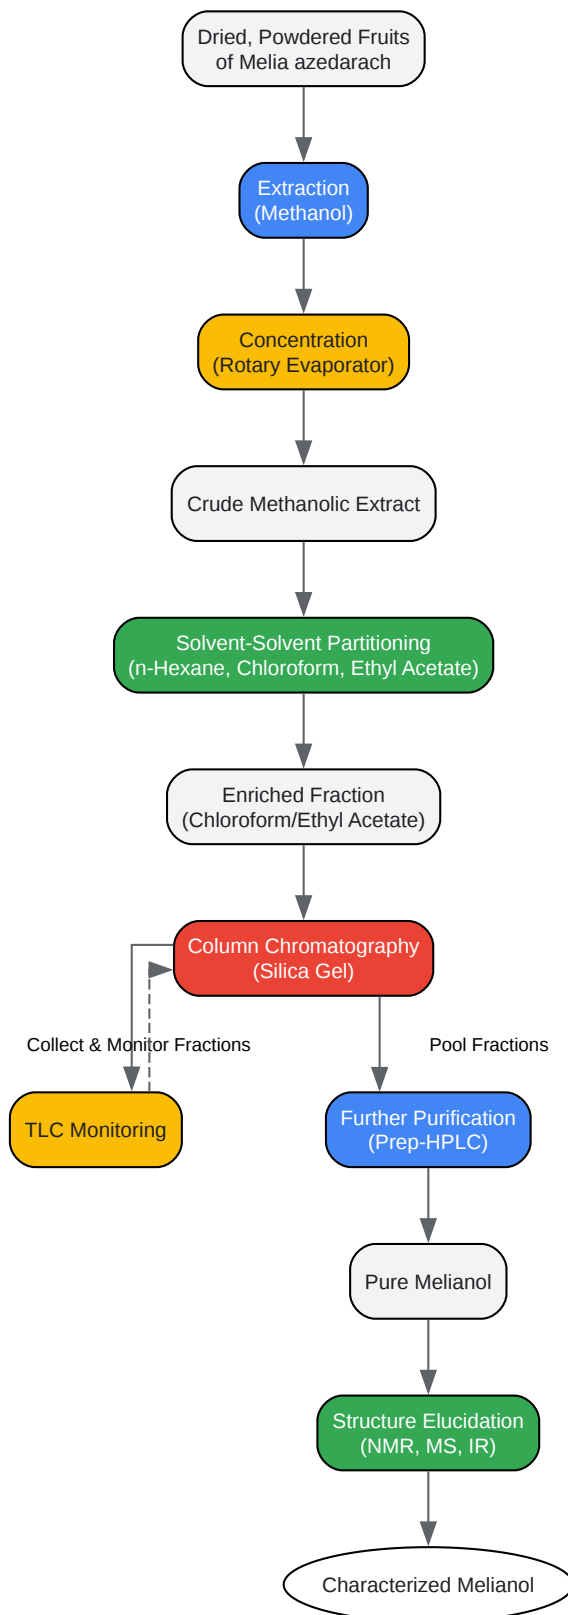 Dried, Powdered Fruits
of Melia azedarach
Extraction
(Methanol)
Concentration
(Rotary Evaporator)
Crude Methanolic Extract
Solvent-Solvent Partitioning
(n-Hexane, Chloroform, Ethyl Acetate)
Enriched Fraction
(Chloroform/Ethyl Acetate)
Column Chromatography
(Silica Gel)
Collect & Monitor Fractions
Pool Fractions
TLC Monitoring
Further Purification
(Prep-HPLC)
Pure Melianol
Structure Elucidation
(NMR, MS, IR)
Characterized Melianol